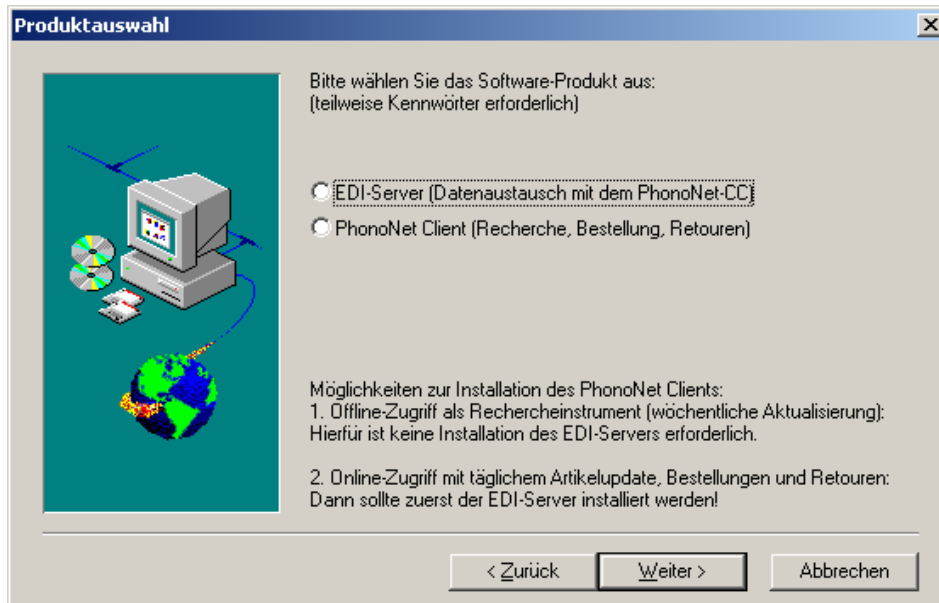 Produktauswahl
Bitte wählen Sie das Software-Produkt aus:
(teilweise Kennwörter erforderlich)
EDI-Server (Datenaustausch mit dem PhonoNet-CC)
PhonoNet Client (Recherche, Bestellung, Retouren)
Möglichkeiten zur Installation des PhonoNet Clients:
1. Offline-Zugriff als Rechercheinstrument (wöchentliche Aktualisierung):
Hierfür ist keine Installation des EDI-Servers erforderlich.
2. Online-Zugriff mit täglichem Artikelupdate, Bestellungen und Retouren:
Dann sollte zuerst der EDI-Server installiert werden!
< Zurück
Weiter >
Abbrechen